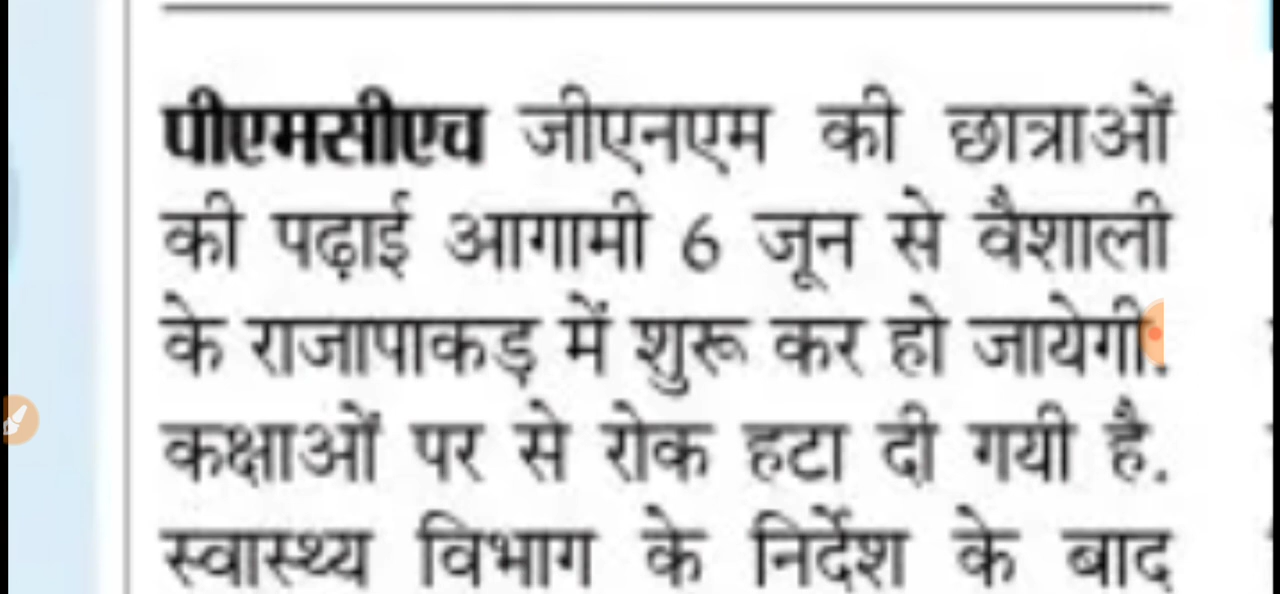 पीएमसीएच जीएनएम की छात्राओं
की पढ़ाई आगामी 6 जून से वैशाली
के राजापाकड़ में शुरू कर हो जायेगी.
कक्षाओं पर से रोक हटा दी गयी है.
स्वास्थ्य विभाग के निर्देश के बाद